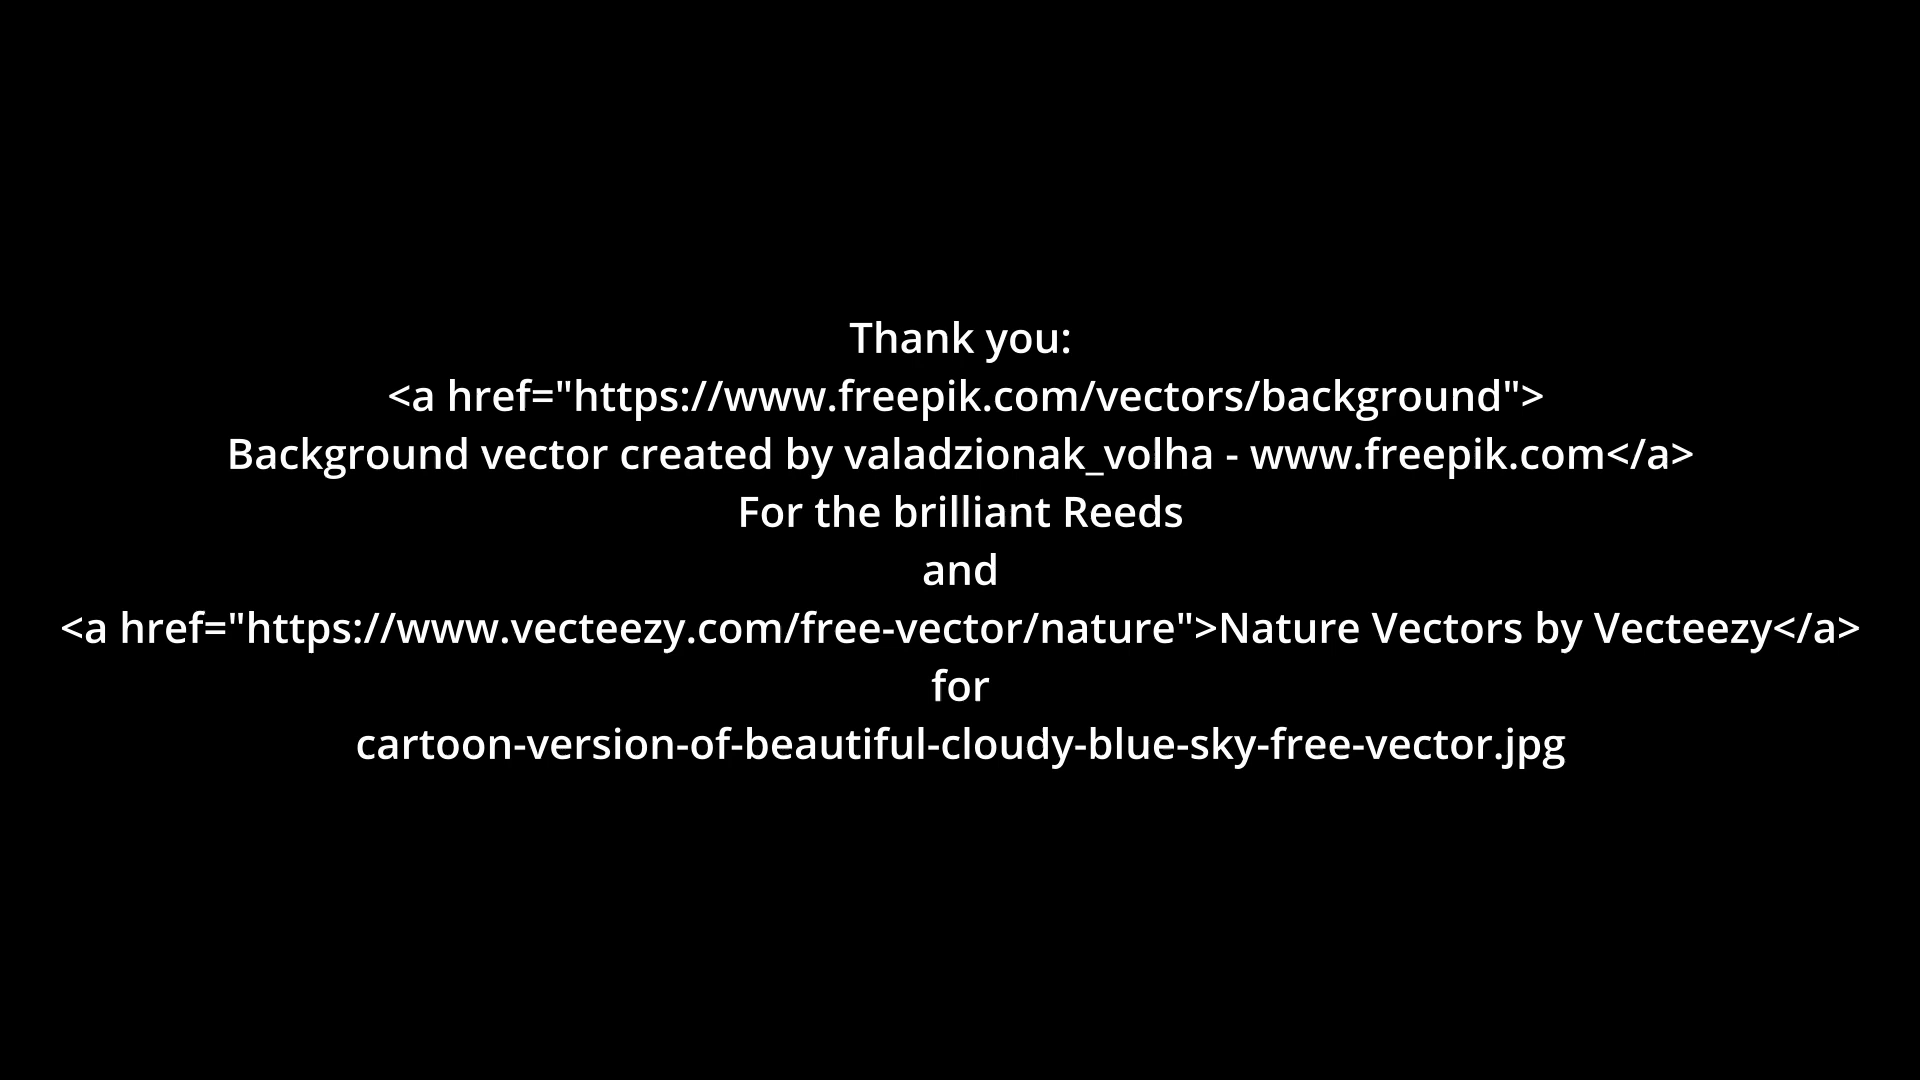 Thank you:
<a href="https://www.freepik.com/vectors/background">
Background vector created by valadzionak_volha - www.freepik.com</a>
For the brilliant Reeds
and
<a href="https://www.vecteezy.com/free-vector/nature">Nature Vectors by Vecteezy</a>
for
cartoon-version-of-beautiful-cloudy-blue-sky-free-vector.jpg